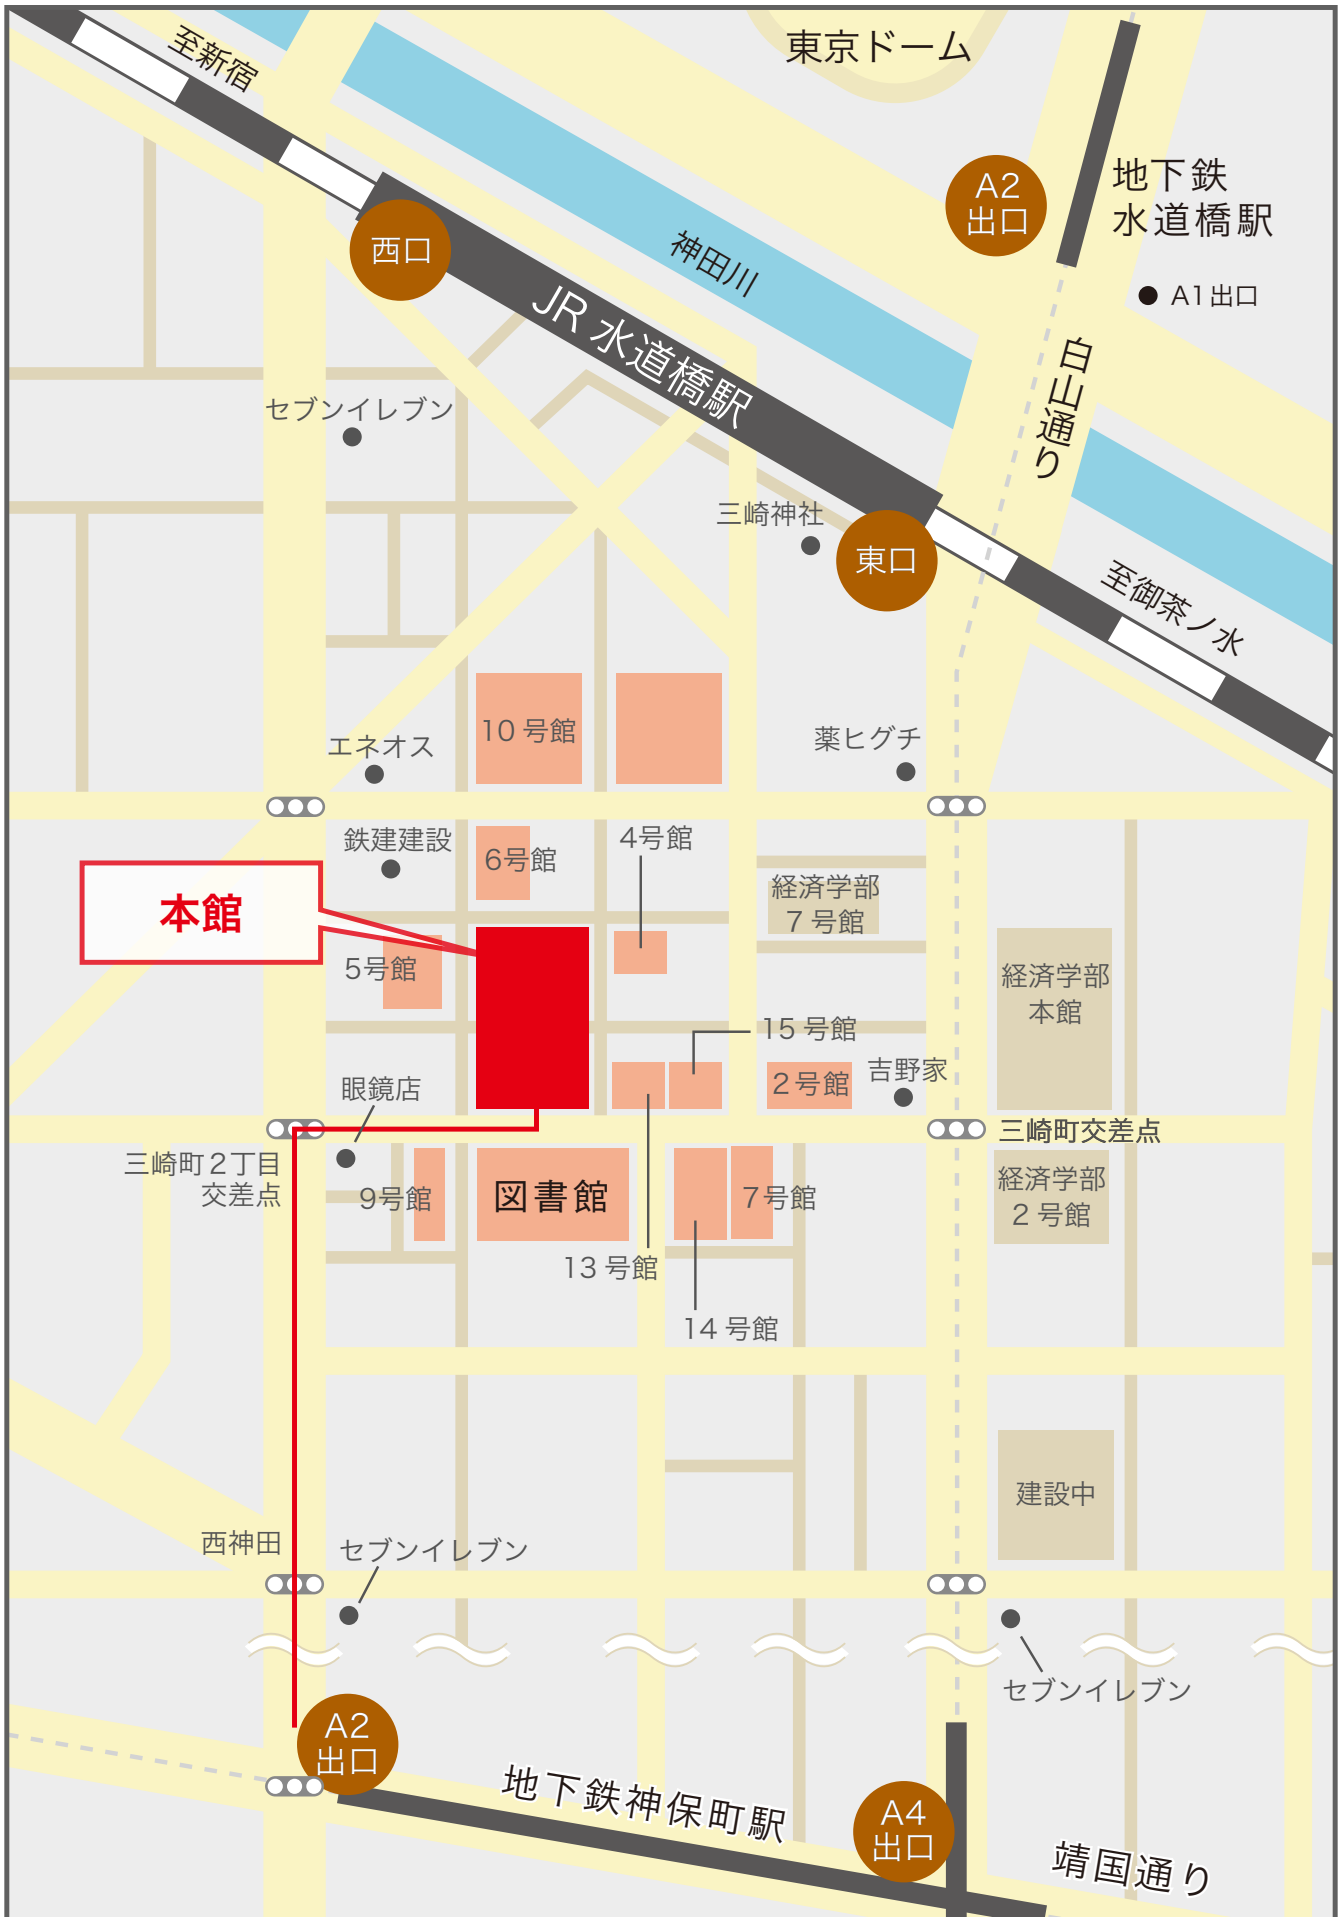 至新宿
東京ドーム
地下鉄
水道橋駅
A2
出口
西口
神田川
A1出口
JR 水道橋駅
白山通り
セブンイレブン
三崎神社
東口
至御茶ノ水
10号館
エネオス
薬ヒグチ
鉄建建設
6号館
4号館
経済学部
7号館
本館
5号館
経済学部
本館
15号館
2号館
吉野家
眼鏡店
三崎町交差点
三崎町2丁目
交差点
9号館
図書館
7号館
経済学部
2号館
13号館
14号館
建設中
西神田
セブンイレブン
セブンイレブン
A2
出口
地下鉄神保町駅
A4
出口
靖国通り